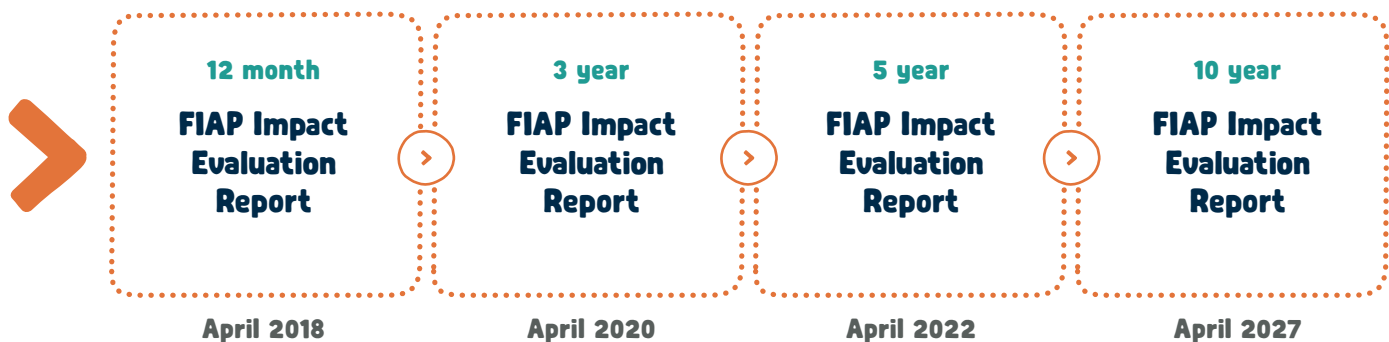 12 month
FIAP Impact
Evaluation
Report
April 2018
3 year
FIAP Impact
Evaluation
Report
April 2020
5 year
FIAP Impact
Evaluation
Report
April 2022
10 year
FIAP Impact
Evaluation
Report
April 2027